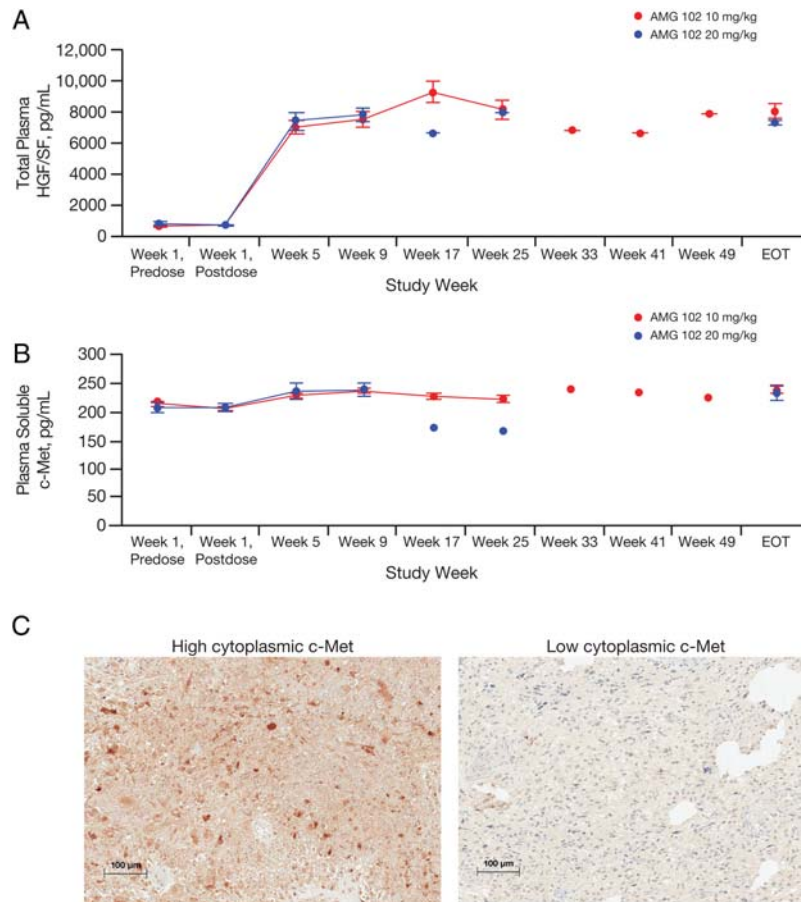 A
AMG 102 10 mg/kg
AMG 102 20 mg/kg
Total Plasma
HGF/SF, pg/mL
12,000
10,000
8000
6000
4000
2000
0
Week 1,
Predose
Week 1,
Postdose
Week 5
Week 9
Week 17
Week 25
Week 33
Week 41
Week 49
EOT
Study Week
B
AMG 102 10 mg/kg
AMG 102 20 mg/kg
Plasma Soluble
c-Met, pg/mL
300
250
200
150
100
50
0
Week 1,
Predose
Week 1,
Postdose
Week 5
Week 9
Week 17
Week 25
Week 33
Week 41
Week 49
EOT
Study Week
C
High cytoplasmic c-Met
Low cytoplasmic c-Met
100 µm
100 µm